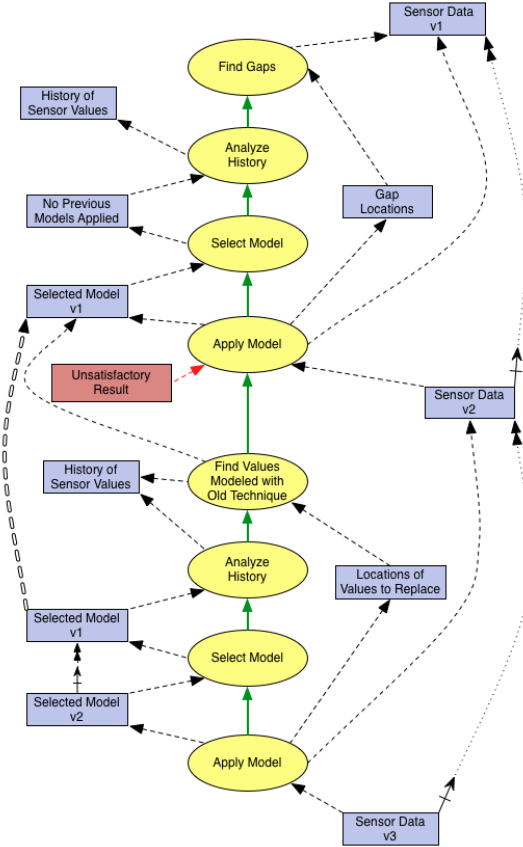 Sensor Data
v1
Find Gaps
History of
Sensor Values
Analyze
History
No Previous
Models Applied
Gap
Locations
Select Model
Selected Model
v1
Apply Model
Unsatisfactory
Result
Sensor Data
v2
History of
Sensor Values
Find Values
Modeled with
Old Technique
Analyze
History
Locations of
Values to Replace
Selected Model
v1
Select Model
Selected Model
v2
Apply Model
Sensor Data
v3